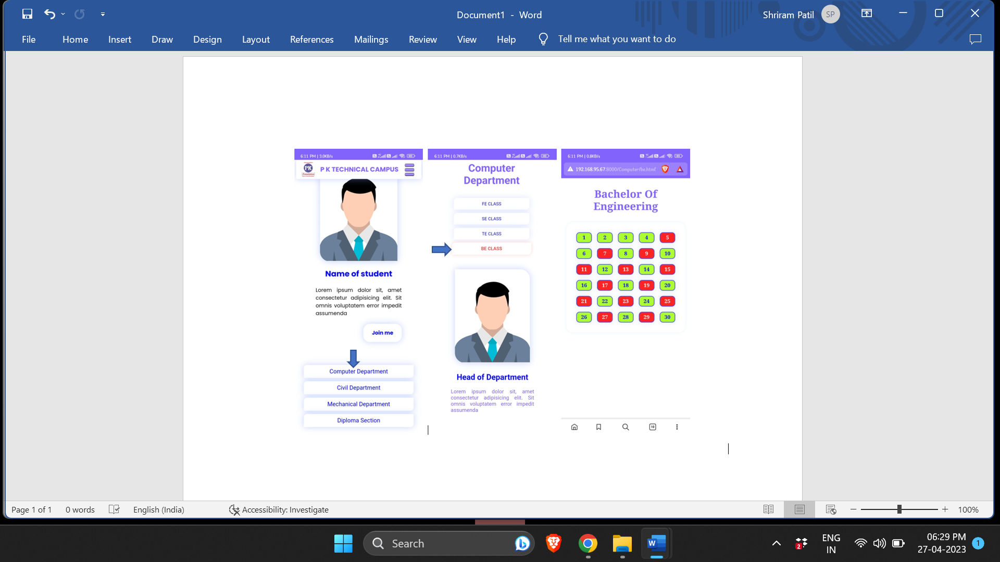 Document1 - Word
Shriram Patil
SP
File Home Insert Draw Design Layout References Mailings Review View Help Tell me what you want to do
6:11 PM | 3.0KB/s
PK
P K TECHNICAL CAMPUS
Name of student
Lorem ipsum dolor sit, amet
consectetur adipisicing elit. Sit
omnis voluptatem error impedit
assumenda
Join me
Computer Department
Civil Department
Mechanical Department
Diploma Section
6:11 PM | 0.7KB/s
Computer
Department
FE CLASS
SE CLASS
TE CLASS
BE CLASS
Head of Department
Lorem ipsum dolor sit, amet
consectetur adipisicing elit. Sit
omnis voluptatem error impedit
assumenda
6:11 PM | 0.8KB/s
192.168.95.67:8000/Computer/be.html
Bachelor Of
Engineering
1 2 3 4 5
6 7 8 9 10
11 12 13 14 15
16 17 18 19 20
21 22 23 24 25
26 27 28 29 30
10
Page 1 of 1 0 words English (India) Accessibility: Investigate 100%
Search
W
2
ENG
IN
06:29 PM
27-04-2023
1